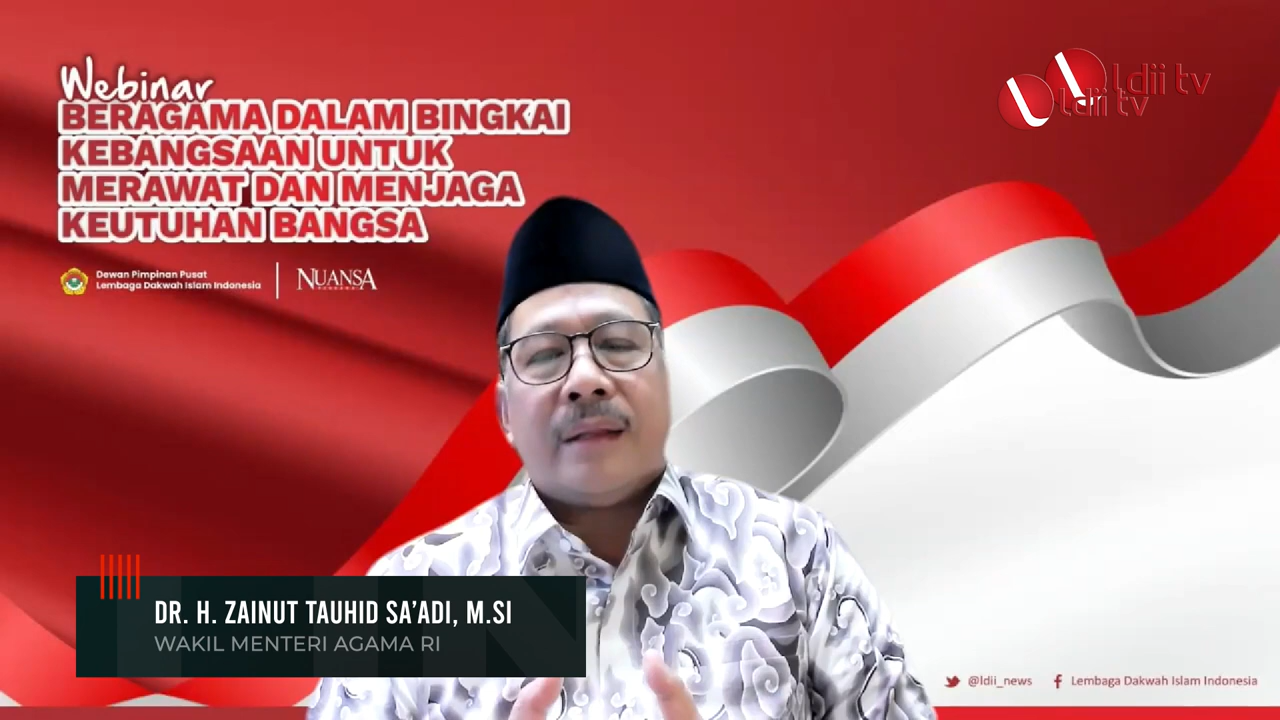 Webinar
BERAGAMA DALAM BINGKAI
KEBANGSAAN UNTUK
MERAWAT DAN MENJAGA
KEUTUHAN BANGSA
Dewan Pimpinan Pusat
Lembaga Dakwah Islam Indonesia
NUANSA
ldii tv
ldii tv
DR. H. ZAINUT TAUHID SA'ADI, M.SI
WAKIL MENTERI AGAMA RI
@ldii_news
Lembaga Dakwah Islam Indonesia